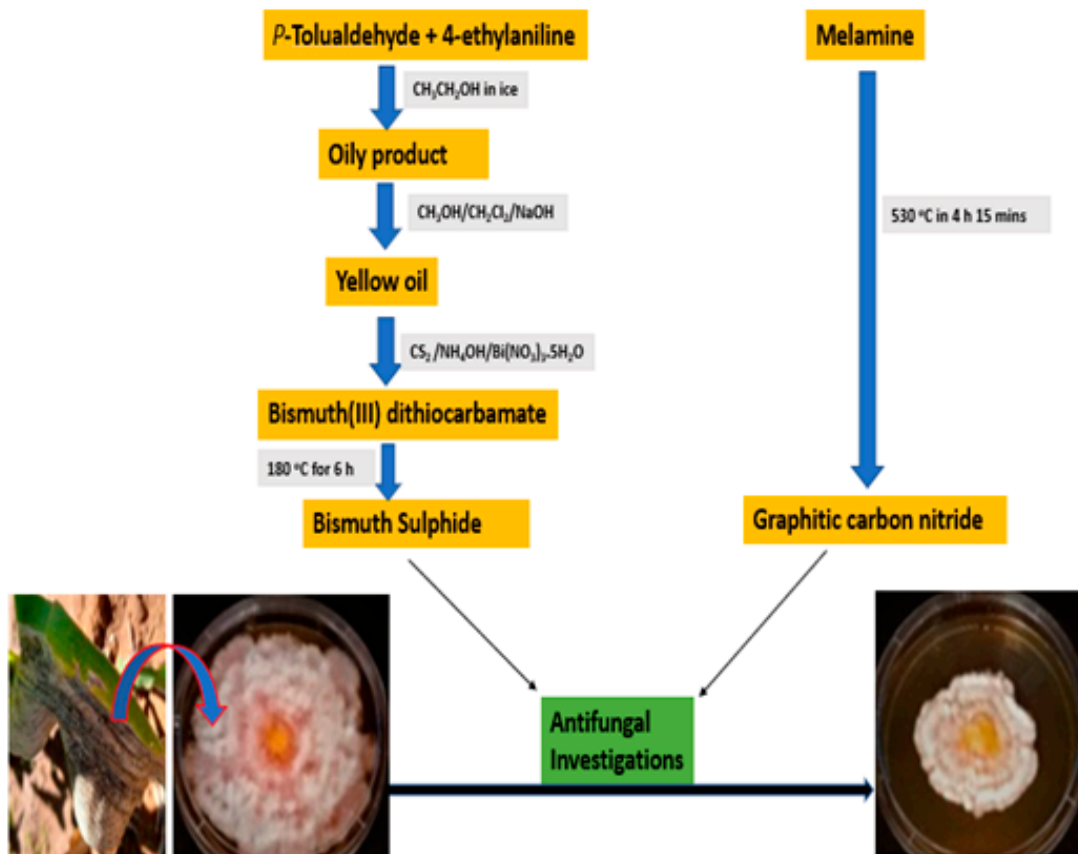 P-Tolualdehyde + 4-ethylaniline
CH₃CH₂OH in ice
Oily product
CH₃OH/CH₂Cl₂/NaOH
Yellow oil
CS₂ /NH₄OH/Bi(NO₃)₃.5H₂O
Bismuth(III) dithiocarbamate
180 °C for 6 h
Bismuth Sulphide
Melamine
530 °C in 4 h 15 mins
Graphitic carbon nitride
Antifungal
Investigations